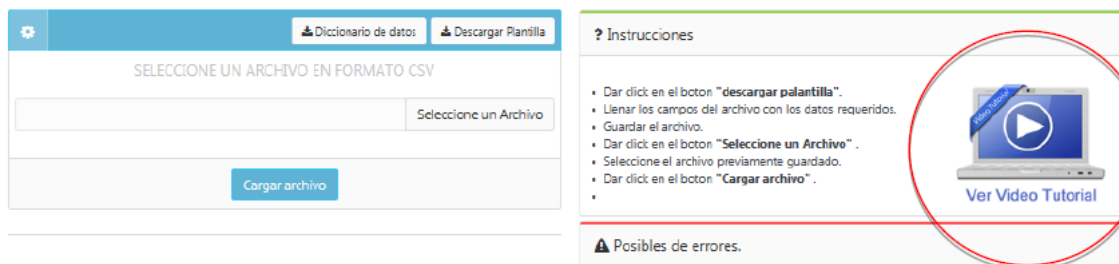 Diccionario de datos
Descargar Plantilla
SELECCIONE UN ARCHIVO EN FORMATO CSV
Seleccione un Archivo
Cargar archivo
? Instrucciones
• Dar click en el boton "descargar palantilla".
• Llenar los campos del archivo con los datos requeridos.
• Guardar el archivo.
• Dar click en el boton "Seleccione un Archivo" .
• Seleccione el archivo previamente guardado.
• Dar click en el boton "Cargar archivo" .
•
Video Tutorial
Ver Video Tutorial
Posibles de errores.